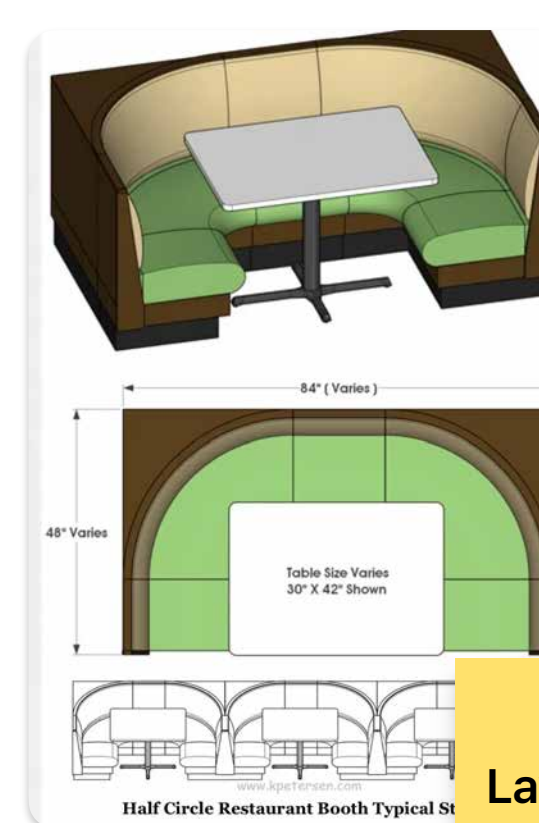 84" ( Varies )
48" Varies
Table Size Varies
30" X 42" Shown
www.kpetersen.com
Half Circle Restaurant Booth Typical St
La